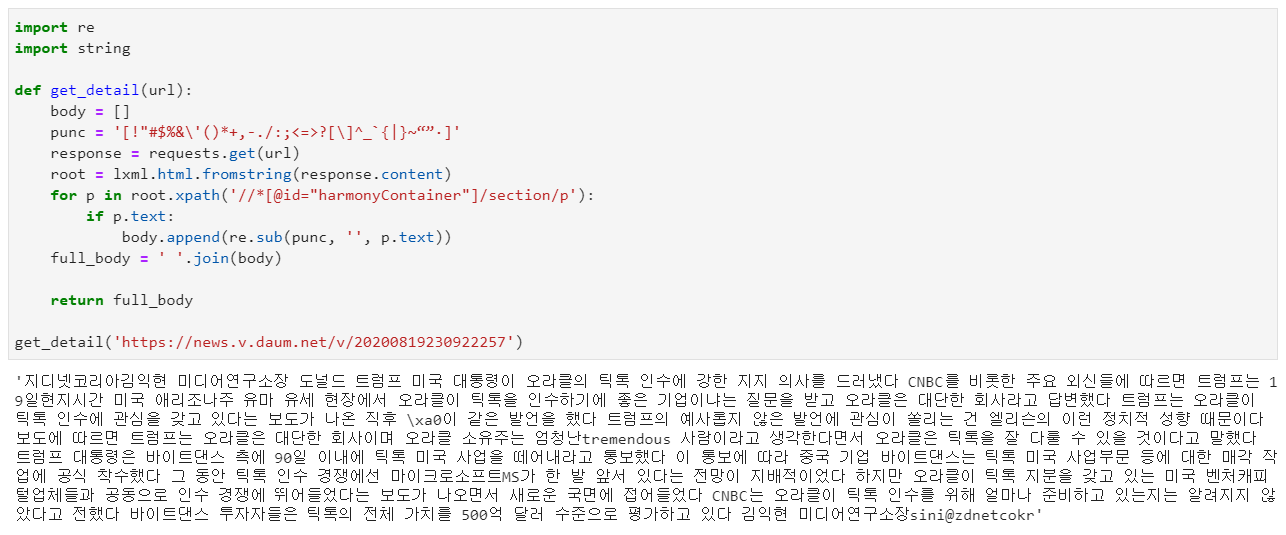 import re
import string

def get_detail(url):
    body = []
    punc = '[!"#$%&\'()*+,-./:;<=>?[\]^_`{|}~“”·]'
    response = requests.get(url)
    root = lxml.html.fromstring(response.content)
    for p in root.xpath('//*[@id="harmonyContainer"]/section/p'):
        if p.text:
            body.append(re.sub(punc, '', p.text))
    full_body = ' '.join(body)

    return full_body

get_detail('https://news.v.daum.net/v/20200819230922257')
'지디넷코리아김익현 미디어연구소장 도널드 트럼프 미국 대통령이 오라클의 틱톡 인수에 강한 지지 의사를 드러냈다 CNBC를 비롯한 주요 외신들에 따르면 트럼프는 1
9일현지시간 미국 애리조나주 유마 유세 현장에서 오라클이 틱톡을 인수하기에 좋은 기업이냐는 질문을 받고 오라클은 대단한 회사라고 답변했다 트럼프는 오라클이
틱톡 인수에 관심을 갖고 있다는 보도가 나온 직후 \xa0이 같은 발언을 했다 트럼프의 예사롭지 않은 발언에 관심이 쏠리는 건 엘리슨의 이런 정치적 성향 때문이다
보도에 따르면 트럼프는 오라클은 대단한 회사이며 오라클 소유주는 엄청난tremendous 사람이라고 생각한다면서 오라클은 틱톡을 잘 다룰 수 있을 것이다고 말했다
트럼프 대통령은 바이트댄스 측에 90일 이내에 틱톡 미국 사업을 떼어내라고 통보했다 이 통보에 따라 중국 기업 바이트댄스는 틱톡 미국 사업부문 등에 대한 매각 작
업에 공식 착수했다 그 동안 틱톡 인수 경쟁에선 마이크로소프트MS가 한 발 앞서 있다는 전망이 지배적이었다 하지만 오라클이 틱톡 지분을 갖고 있는 미국 벤처캐피
털업체들과 공동으로 인수 경쟁에 뛰어들었다는 보도가 나오면서 새로운 국면에 접어들었다 CNBC는 오라클이 틱톡 인수를 위해 얼마나 준비하고 있는지는 알려지지 않
았다고 전했다 바이트댄스 투자자들은 틱톡의 전체 가치를 500억 달러 수준으로 평가하고 있다 김익현 미디어연구소장sini@zdnetcokr'